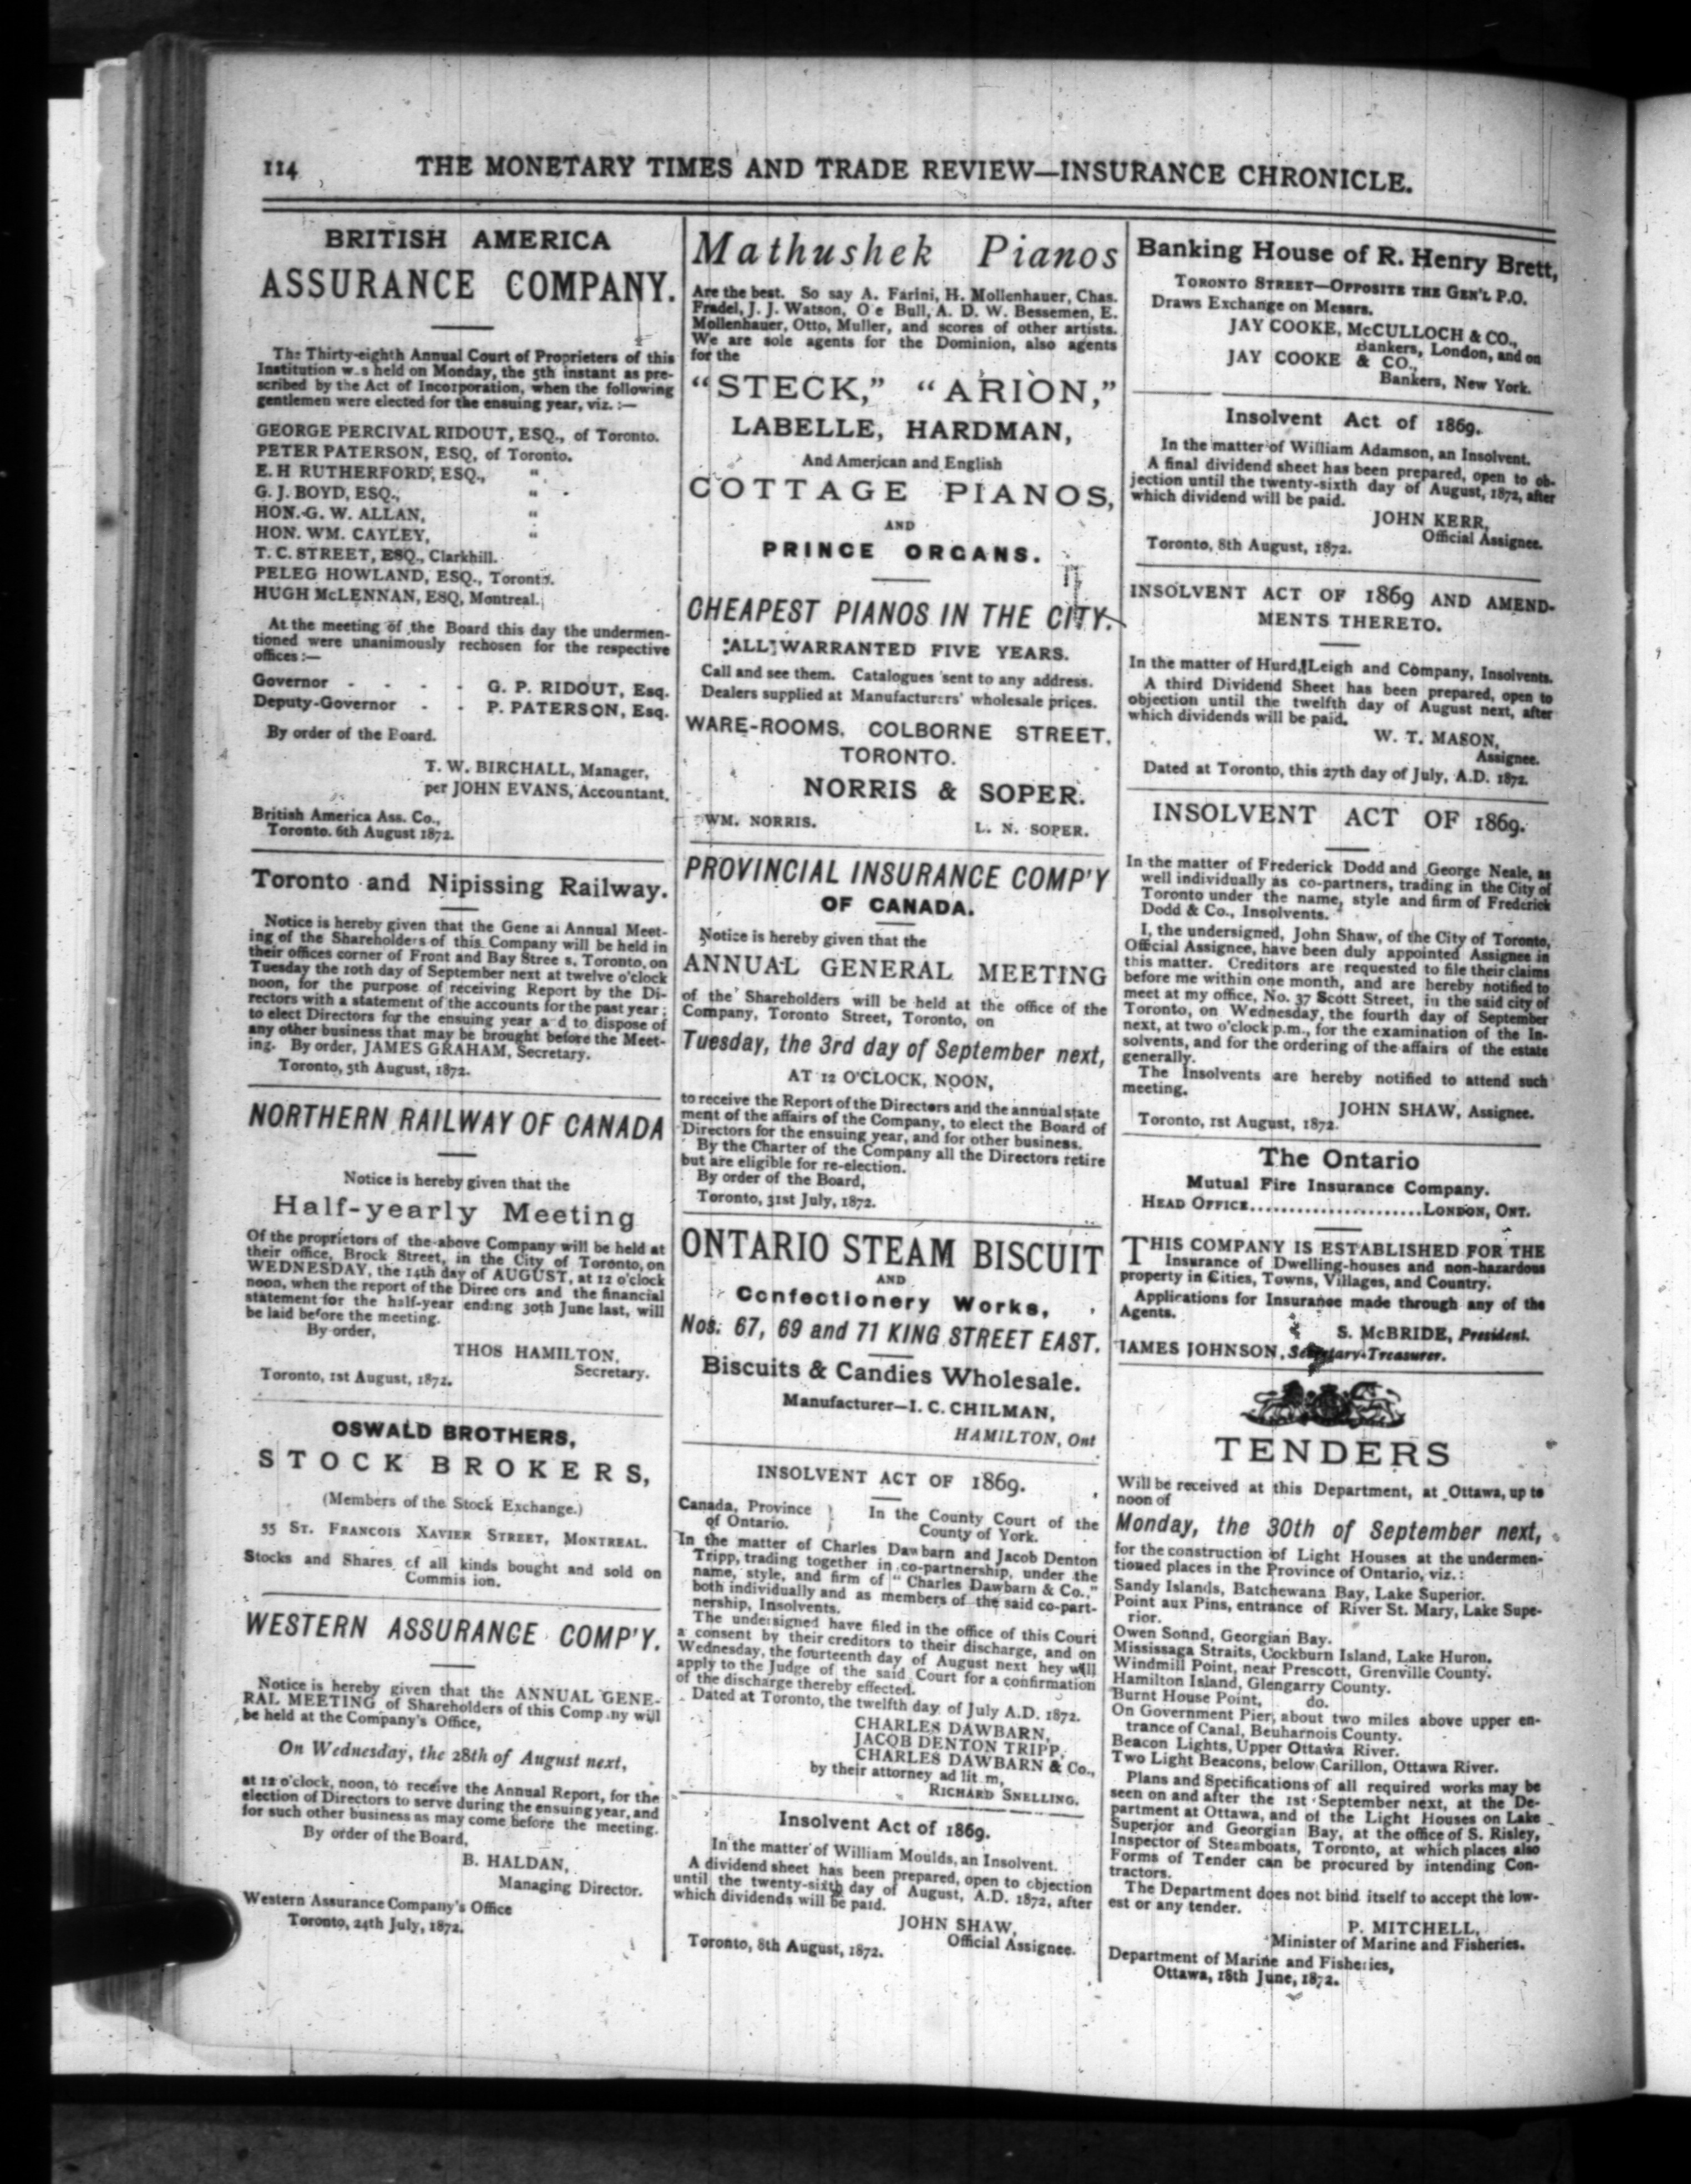 114 THE MONETARY TIMES AND TRADE REVIEW—INSURANCE CHRONICLE.
BRITISH AMERICA
ASSURANCE COMPANY.
The Thirty-eighth Annual Court of Proprieters of this
Institution w.s held on Monday, the 5th instant as pre-
scribed by the Act of Incorporation, when the following
gentlemen were elected for the ensuing year, viz. :—
GEORGE PERCIVAL RIDOUT, ESQ., of Toronto.
PETER PATERSON, ESQ, of Toronto.
E. H RUTHERFORD, ESQ., "
G. J. BOYD, ESQ., "
HON. G. W. ALLAN, "
HON. WM. CAYLEY, "
T. C. STREET, ESQ., Clarkhill.
PELEG HOWLAND, ESQ., Toronto.
HUGH McLENNAN, ESQ, Montreal.
At the meeting of the Board this day the undermen-
tioned were unanimously rechosen for the respective
offices :—
Governor - - - - G. P. RIDOUT, Esq.
Deputy-Governor - - P. PATERSON, Esq.
By order of the Board.
T. W. BIRCHALL, Manager,
per JOHN EVANS, Accountant.
British America Ass. Co.,
Toronto. 6th August 1872.
Toronto and Nipissing Railway.
Notice is hereby given that the Gene al Annual Meet-
ing of the Shareholders of this Company will be held in
their offices corner of Front and Bay Stree s, Toronto, on
Tuesday the 10th day of September next at twelve o'clock
noon, for the purpose of receiving Report by the Di-
rectors with a statement of the accounts for the past year ;
to elect Directors for the ensuing year a d to dispose of
any other business that may be brought before the Meet-
ing. By order, JAMES GRAHAM, Secretary.
Toronto, 5th August, 1872.
NORTHERN RAILWAY OF CANADA
Notice is hereby given that the
Half-yearly Meeting
Of the proprietors of the above Company will be held at
their office, Brock Street, in the City of Toronto, on
WEDNESDAY, the 14th day of AUGUST, at 12 o'clock
noon, when the report of the Direc ors and the financial
statement for the half-year ending 30th June last, will
be laid before the meeting.
By order,
THOS HAMILTON,
Secretary.
Toronto, 1st August, 1872.
OSWALD BROTHERS,
STOCK BROKERS,
(Members of the Stock Exchange.)
55 ST. FRANCOIS XAVIER STREET, MONTREAL.
Stocks and Shares of all kinds bought and sold on
Commis ion.
WESTERN ASSURANCE COMP'Y.
Notice is hereby given that the ANNUAL GENE-
RAL MEETING of Shareholders of this Comp.ny will
be held at the Company's Office,
On Wednesday, the 28th of August next,
at 12 o'clock, noon, to receive the Annual Report, for the
election of Directors to serve during the ensuing year, and
for such other business as may come before the meeting.
By order of the Board,
B. HALDAN,
Managing Director.
Western Assurance Company's Office
Toronto, 24th July, 1872.
Mathushek Pianos
Are the best. So say A. Farini, H. Mollenhauer, Chas.
Fradel, J. J. Watson, O e Bull, A. D. W. Bessemen, E.
Mollenhauer, Otto, Muller, and scores of other artists.
We are sole agents for the Dominion, also agents
for the
"STECK," "ARION,"
LABELLE, HARDMAN,
And American and English
COTTAGE PIANOS,
AND
PRINCE ORGANS.
CHEAPEST PIANOS IN THE CITY.
ALL WARRANTED FIVE YEARS.
Call and see them. Catalogues sent to any address.
Dealers supplied at Manufacturers' wholesale prices.
WARE-ROOMS, COLBORNE STREET,
TORONTO.
NORRIS & SOPER.
WM. NORRIS. L. N. SOPER.
PROVINCIAL INSURANCE COMP'Y
OF CANADA.
Notice is hereby given that the
ANNUAL GENERAL MEETING
of the Shareholders will be held at the office of the
Company, Toronto Street, Toronto, on
Tuesday, the 3rd day of September next,
AT 12 O'CLOCK, NOON,
to receive the Report of the Directors and the annual state
ment of the affairs of the Company, to elect the Board of
Directors for the ensuing year, and for other business.
By the Charter of the Company all the Directors retire
but are eligible for re-election.
By order of the Board,
Toronto, 31st July, 1872.
ONTARIO STEAM BISCUIT
AND
Confectionery Works,
Nos. 67, 69 and 71 KING STREET EAST.
Biscuits & Candies Wholesale.
Manufacturer—I. C. CHILMAN,
HAMILTON, Ont
INSOLVENT ACT OF 1869.
Canada, Province } In the County Court of the
of Ontario. County of York.
In the matter of Charles Dawbarn and Jacob Denton
Tripp, trading together in co-partnership, under the
name, style, and firm of "Charles Dawbarn & Co.,"
both individually and as members of the said co-part-
nership, Insolvents.
The undersigned have filed in the office of this Court
a consent by their creditors to their discharge, and on
Wednesday, the fourteenth day of August next hey will
apply to the Judge of the said Court for a confirmation
of the discharge thereby effected.
Dated at Toronto, the twelfth day of July A.D. 1872.
CHARLES DAWBARN,
JACOB DENTON TRIPP,
CHARLES DAWBARN & Co.,
by their attorney ad lit m,
RICHARD SNELLING.
Insolvent Act of 1869.
In the matter of William Moulds, an Insolvent.
A dividend sheet has been prepared, open to objection
until the twenty-sixth day of August, A.D. 1872, after
which dividends will be paid.
JOHN SHAW,
Official Assignee.
Toronto, 8th August, 1872.
Banking House of R. Henry Brett,
TORONTO STREET—OPPOSITE THE GEN'L P.O.
Draws Exchange on Messrs.
JAY COOKE, McCULLOCH & CO.,
Bankers, London, and on
JAY COOKE & CO.,
Bankers, New York.
Insolvent Act of 1869.
In the matter of William Adamson, an Insolvent.
A final dividend sheet has been prepared, open to ob-
jection until the twenty-sixth day of August, 1872, after
which dividend will be paid.
JOHN KERR,
Official Assignee.
Toronto, 8th August, 1872.
INSOLVENT ACT OF 1869 AND AMEND-
MENTS THERETO.
In the matter of Hurd, Leigh and Company, Insolvents.
A third Dividend Sheet has been prepared, open to
objection until the twelfth day of August next, after
which dividends will be paid.
W. T. MASON,
Assignee.
Dated at Toronto, this 27th day of July, A.D. 1872.
INSOLVENT ACT OF 1869.
In the matter of Frederick Dodd and George Neale, as
well individually as co-partners, trading in the City of
Toronto under the name, style and firm of Frederick
Dodd & Co., Insolvents.
I, the undersigned, John Shaw, of the City of Toronto,
Official Assignee, have been duly appointed Assignee in
this matter. Creditors are requested to file their claims
before me within one month, and are hereby notified to
meet at my office, No. 37 Scott Street, in the said city of
Toronto, on Wednesday, the fourth day of September
next, at two o'clock p.m., for the examination of the In-
solvents, and for the ordering of the affairs of the estate
generally.
The Insolvents are hereby notified to attend such
meeting.
JOHN SHAW, Assignee.
Toronto, 1st August, 1872.
The Ontario
Mutual Fire Insurance Company.
HEAD OFFICE......................LONDON, ONT.
THIS COMPANY IS ESTABLISHED FOR THE
Insurance of Dwelling-houses and non-hazardous
property in Cities, Towns, Villages, and Country.
Applications for Insurance made through any of the
Agents.
S. McBRIDE, President.
JAMES JOHNSON, Secretary-Treasurer.
TENDERS
Will be received at this Department, at Ottawa, up to
noon of
Monday, the 30th of September next,
for the construction of Light Houses at the undermen-
tioned places in the Province of Ontario, viz. :
Sandy Islands, Batchewana Bay, Lake Superior.
Point aux Pins, entrance of River St. Mary, Lake Supe-
rior.
Owen Sound, Georgian Bay.
Mississaga Straits, Cockburn Island, Lake Huron.
Windmill Point, near Prescott, Grenville County.
Hamilton Island, Glengarry County.
Burnt House Point, do.
On Government Pier, about two miles above upper en-
trance of Canal, Beuharnois County.
Beacon Lights, Upper Ottawa River.
Two Light Beacons, below Carillon, Ottawa River.
Plans and Specifications of all required works may be
seen on and after the 1st September next, at the De-
partment at Ottawa, and of the Light Houses on Lake
Superior and Georgian Bay, at the office of S. Risley,
Inspector of Steamboats, Toronto, at which places also
Forms of Tender can be procured by intending Con-
tractors.
The Department does not bind itself to accept the low-
est or any tender.
P. MITCHELL,
Minister of Marine and Fisheries.
Department of Marine and Fisheries,
Ottawa, 18th June, 1872.